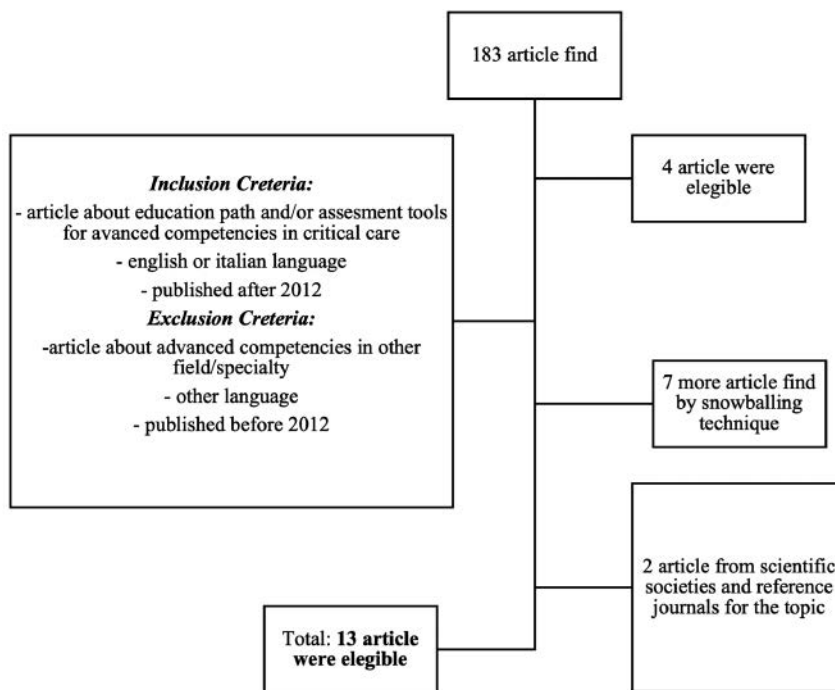 183 article find
4 article were
elegible
Inclusion Creteria:
- article about education path and/or assesment tools
for avanced competencies in critical care
- english or italian language
- published after 2012
Exclusion Creteria:
-article about advanced competencies in other
field/specialty
- other language
- published before 2012
7 more article find
by snowballing
technique
2 article from scientific
societies and reference
journals for the topic
Total: 13 article
were elegible